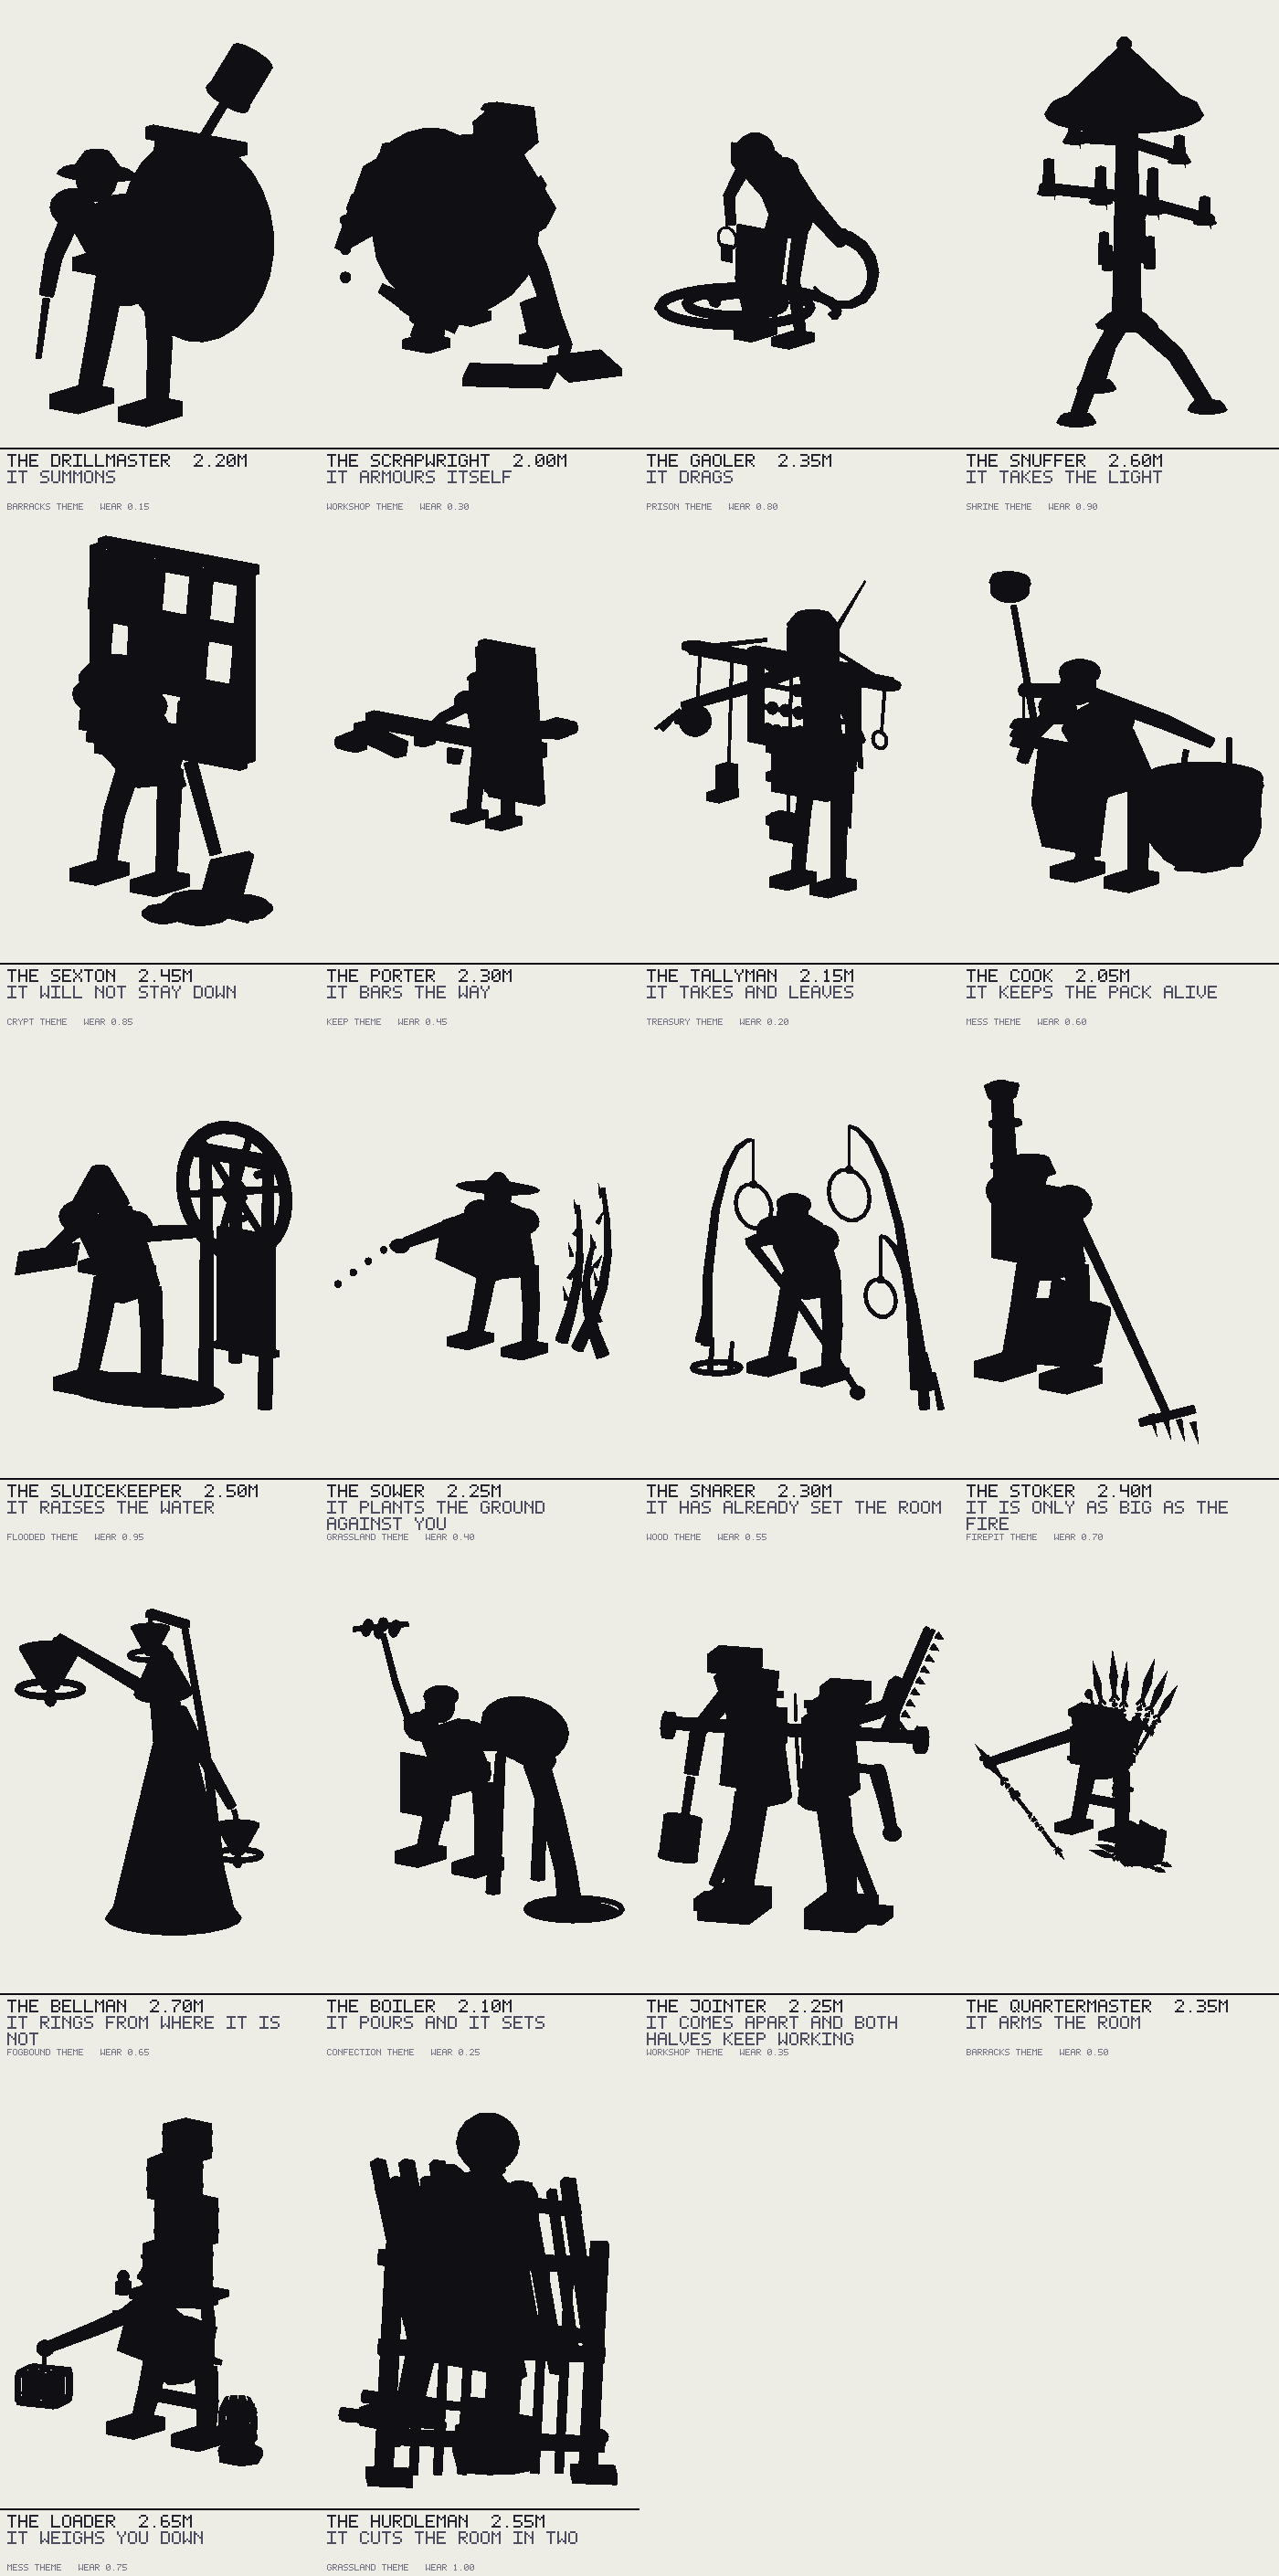 THE DRILLMASTER 2.20M
IT SUMMONS
BARRACKS THEME WEAR 0.15
THE SCRAPWRIGHT 2.00M
IT ARMOURS ITSELF
WORKSHOP THEME WEAR 0.30
THE GAOLER 2.35M
IT DRAGS
PRISON THEME WEAR 0.80
THE SNUFFER 2.60M
IT TAKES THE LIGHT
SHRINE THEME WEAR 0.90
THE SEXTON 2.45M
IT WILL NOT STAY DOWN
CRYPT THEME WEAR 0.85
THE PORTER 2.30M
IT BARS THE WAY
KEEP THEME WEAR 0.45
THE TALLYMAN 2.15M
IT TAKES AND LEAVES
TREASURY THEME WEAR 0.20
THE COOK 2.05M
IT KEEPS THE PACK ALIVE
MESS THEME WEAR 0.60
THE SLUICEKEEPER 2.50M
IT RAISES THE WATER
FLOODED THEME WEAR 0.95
THE SOWER 2.25M
IT PLANTS THE GROUND
AGAINST YOU
GRASSLAND THEME WEAR 0.40
THE SNARER 2.30M
IT HAS ALREADY SET THE ROOM
WOOD THEME WEAR 0.55
THE STOKER 2.40M
IT IS ONLY AS BIG AS THE
FIRE
FIREPIT THEME WEAR 0.70
THE BELLMAN 2.70M
IT RINGS FROM WHERE IT IS
NOT
FOGBOUND THEME WEAR 0.65
THE BOILER 2.10M
IT POURS AND IT SETS
CONFECTION THEME WEAR 0.25
THE JOINTER 2.25M
IT COMES APART AND BOTH
HALVES KEEP WORKING
WORKSHOP THEME WEAR 0.35
THE QUARTERMASTER 2.35M
IT ARMS THE ROOM
BARRACKS THEME WEAR 0.50
THE LOADER 2.65M
IT WEIGHS YOU DOWN
MESS THEME WEAR 0.75
THE HURDLEMAN 2.55M
IT CUTS THE ROOM IN TWO
GRASSLAND THEME WEAR 1.00